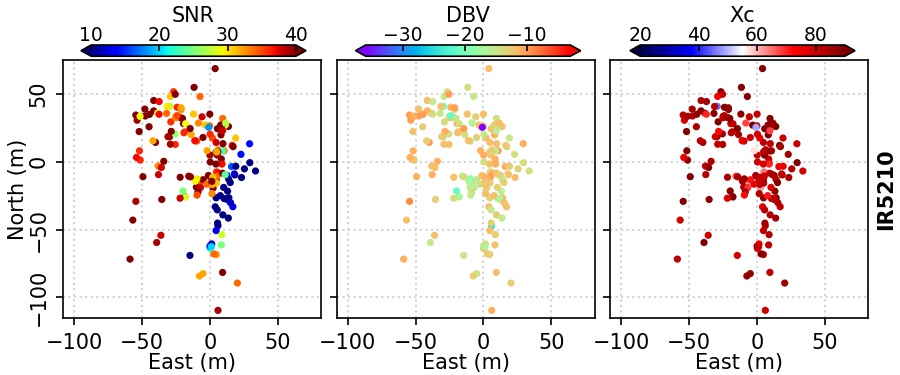 SNR DBV Xc
10 20 30 40 −30 −20 −10 20 40 60 80
50
0
−50
−100
North (m)
IR5210
−100 −50 0 50 −100 −50 0 50 −100 −50 0 50
East (m) East (m) East (m)